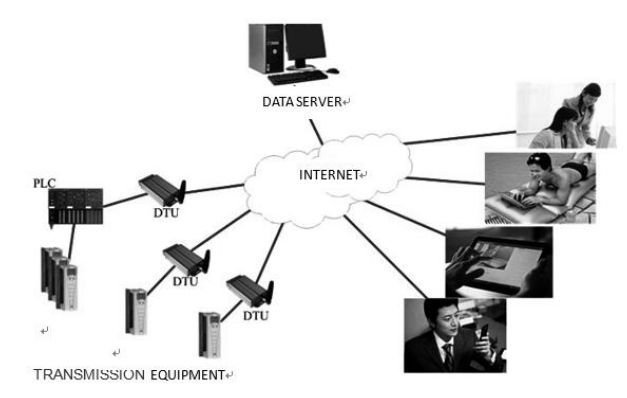 DATA SERVER↵
INTERNET↵
PLC
DTU
DTU
DTU
↵
↵
TRANSMISSION EQUIPMENT↵